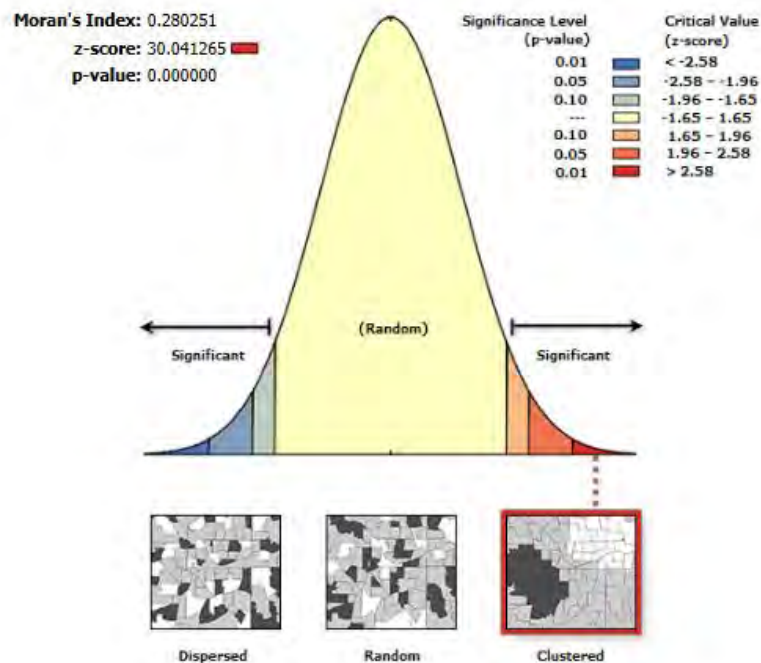 Moran's Index: 0.280251
z-score: 30.041265
p-value: 0.000000
Significance Level
(p-value)
Critical Value
(z-score)
0.01 < -2.58
0.05 -2.58 – -1.96
0.10 -1.96 – -1.65
--- -1.65 – 1.65
0.10 1.65 – 1.96
0.05 1.96 – 2.58
0.01 > 2.58
Significant
(Random)
Significant
Dispersed
Random
Clustered